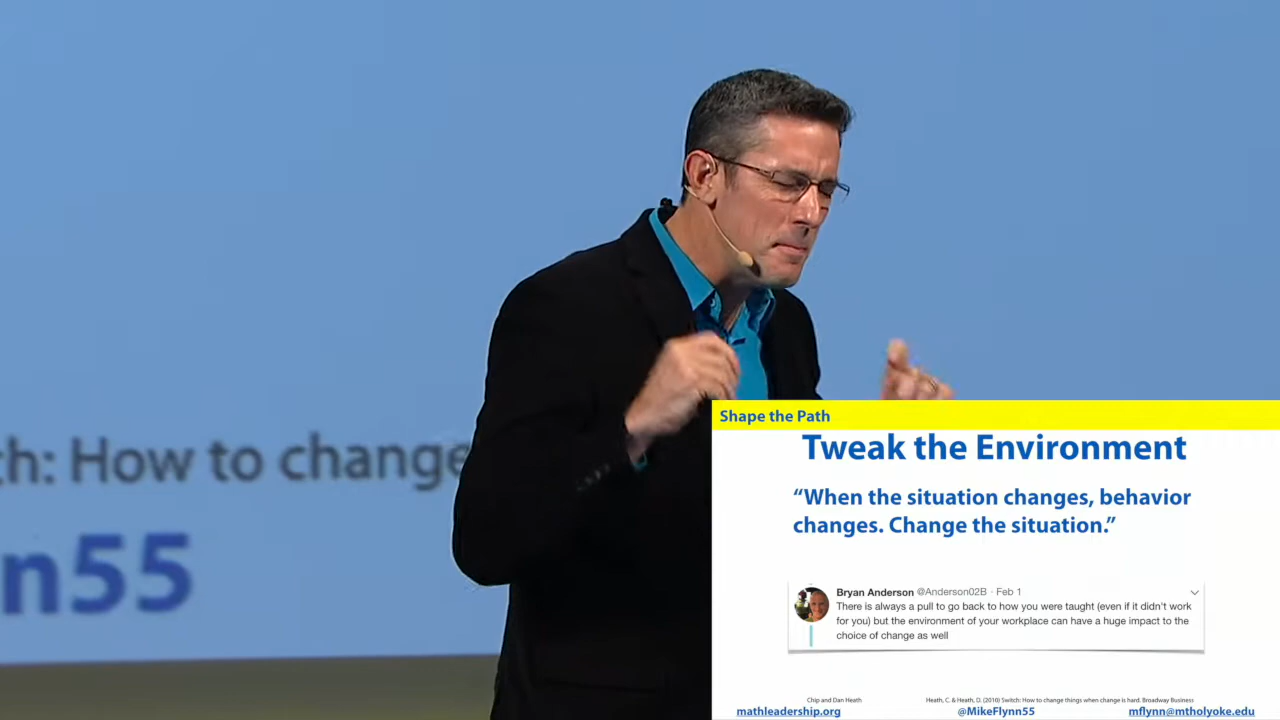 h: How to change
n55
Shape the Path
Tweak the Environment
“When the situation changes, behavior
changes. Change the situation.”
Bryan Anderson @Anderson02B · Feb 1
There is always a pull to go back to how you were taught (even if it didn't work
for you) but the environment of your workplace can have a huge impact to the
choice of change as well
Chip and Dan Heath
Heath, C. & Heath, D. (2010) Switch: How to change things when change is hard. Broadway Business
mathleadership.org
@MikeFlynn55
mflynn@mtholyoke.edu